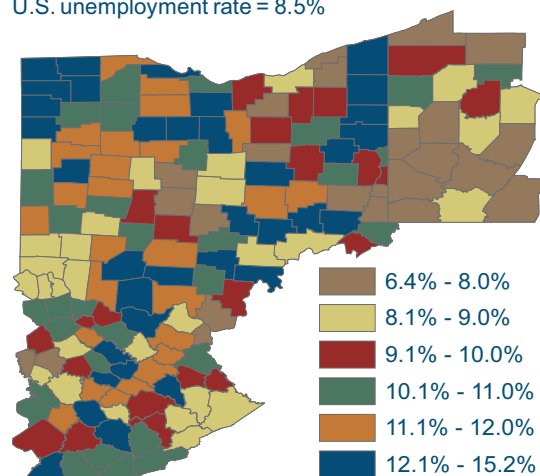 U.S. unemployment rate = 8.5%
6.4% - 8.0%
8.1% - 9.0%
9.1% - 10.0%
10.1% - 11.0%
11.1% - 12.0%
12.1% - 15.2%